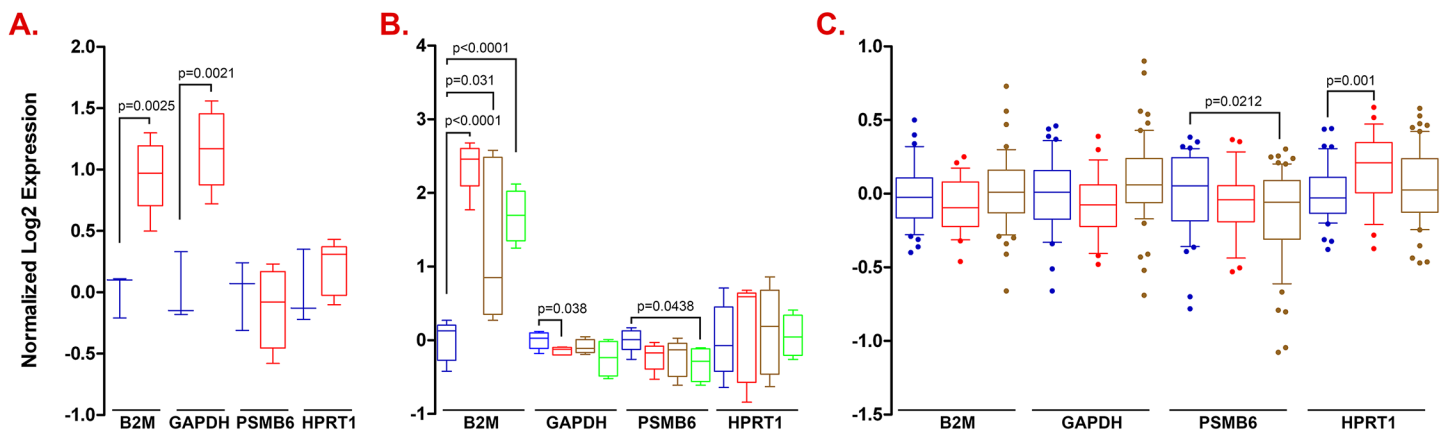 A.
Normalized Log2 Expression
2.0
1.5
1.0
0.5
0.0
-0.5
-1.0
p=0.0025
p=0.0021
B2M GAPDH PSMB6 HPRT1
B.
4
3
2
1
0
-1
p<0.0001
p=0.031
p<0.0001
p=0.038
p=0.0438
B2M GAPDH PSMB6 HPRT1
C.
1.0
0.5
0.0
-0.5
-1.0
-1.5
p=0.001
p=0.0212
B2M GAPDH PSMB6 HPRT1